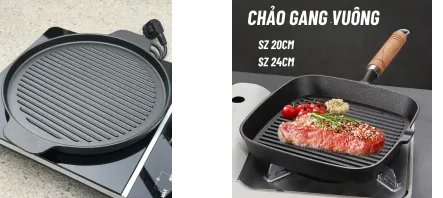 CHẢO GANG VUÔNG
SZ 20CM
SZ 24CM